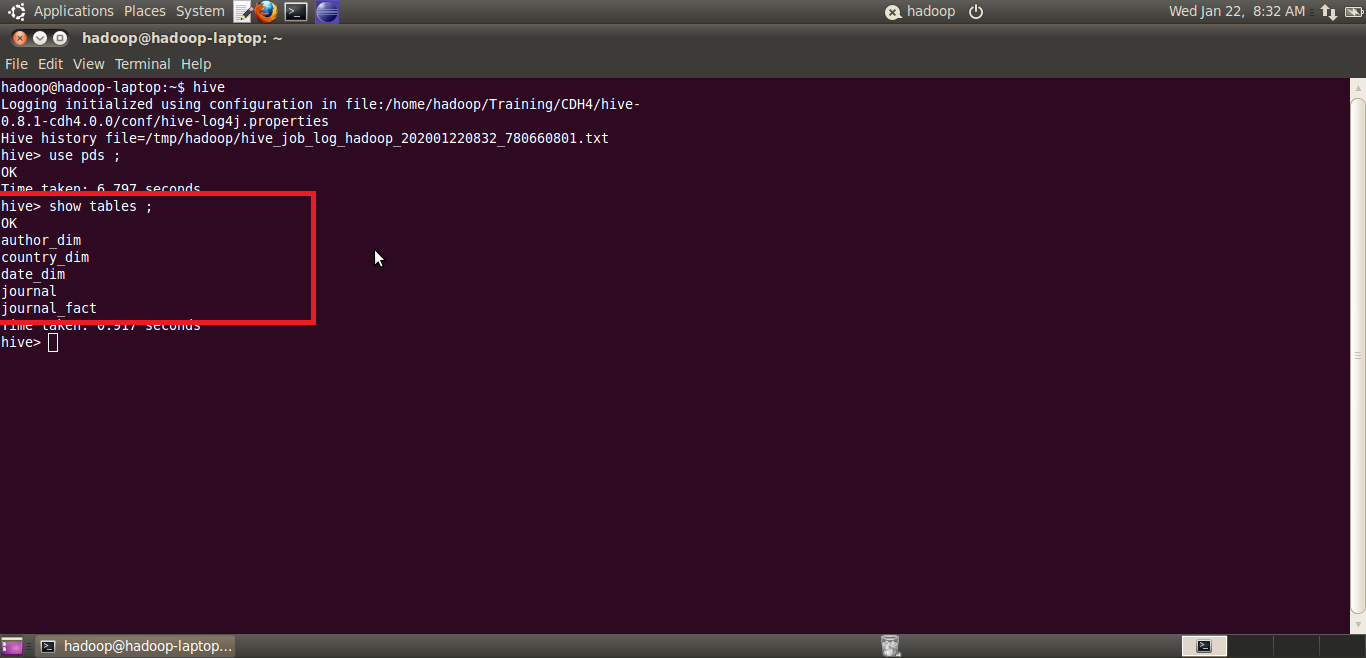 Applications Places System
hadoop
Wed Jan 22, 8:32 AM
hadoop@hadoop-laptop: ~
File Edit View Terminal Help
hadoop@hadoop-laptop:~$ hive
Logging initialized using configuration in file:/home/hadoop/Training/CDH4/hive-
0.8.1-cdh4.0.0/conf/hive-log4j.properties
Hive history file=/tmp/hadoop/hive_job_log_hadoop_202001220832_780660801.txt
hive> use pds ;
OK
Time taken: 6.797 seconds
hive> show tables ;
OK
author_dim
country_dim
date_dim
journal
journal_fact
Time taken: 0.917 seconds
hive>
hadoop@hadoop-laptop...